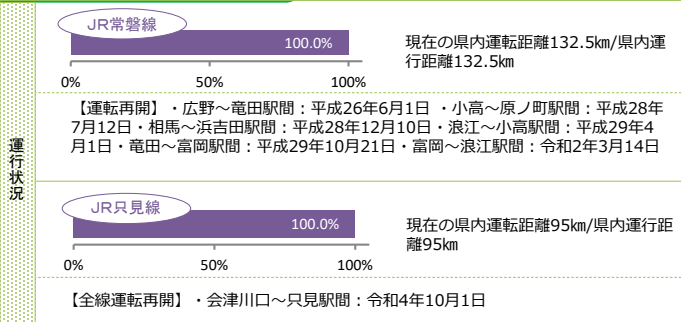 運行状況
JR常磐線
100.0%
0%
50%
100%
現在の県内運転距離132.5㎞/県内運
行距離132.5㎞
【運転再開】・広野～竜田駅間：平成26年6月1日 ・小高～原ノ町駅間：平成28年
7月12日・相馬～浜吉田駅間：平成28年12月10日・浪江～小高駅間：平成29年4
月1日・竜田～富岡駅間：平成29年10月21日・富岡～浪江駅間：令和2年3月14日
JR只見線
100.0%
0%
50%
100%
現在の県内運転距離95㎞/県内運行距
離95㎞
【全線運転再開】・会津川口～只見駅間：令和4年10月1日